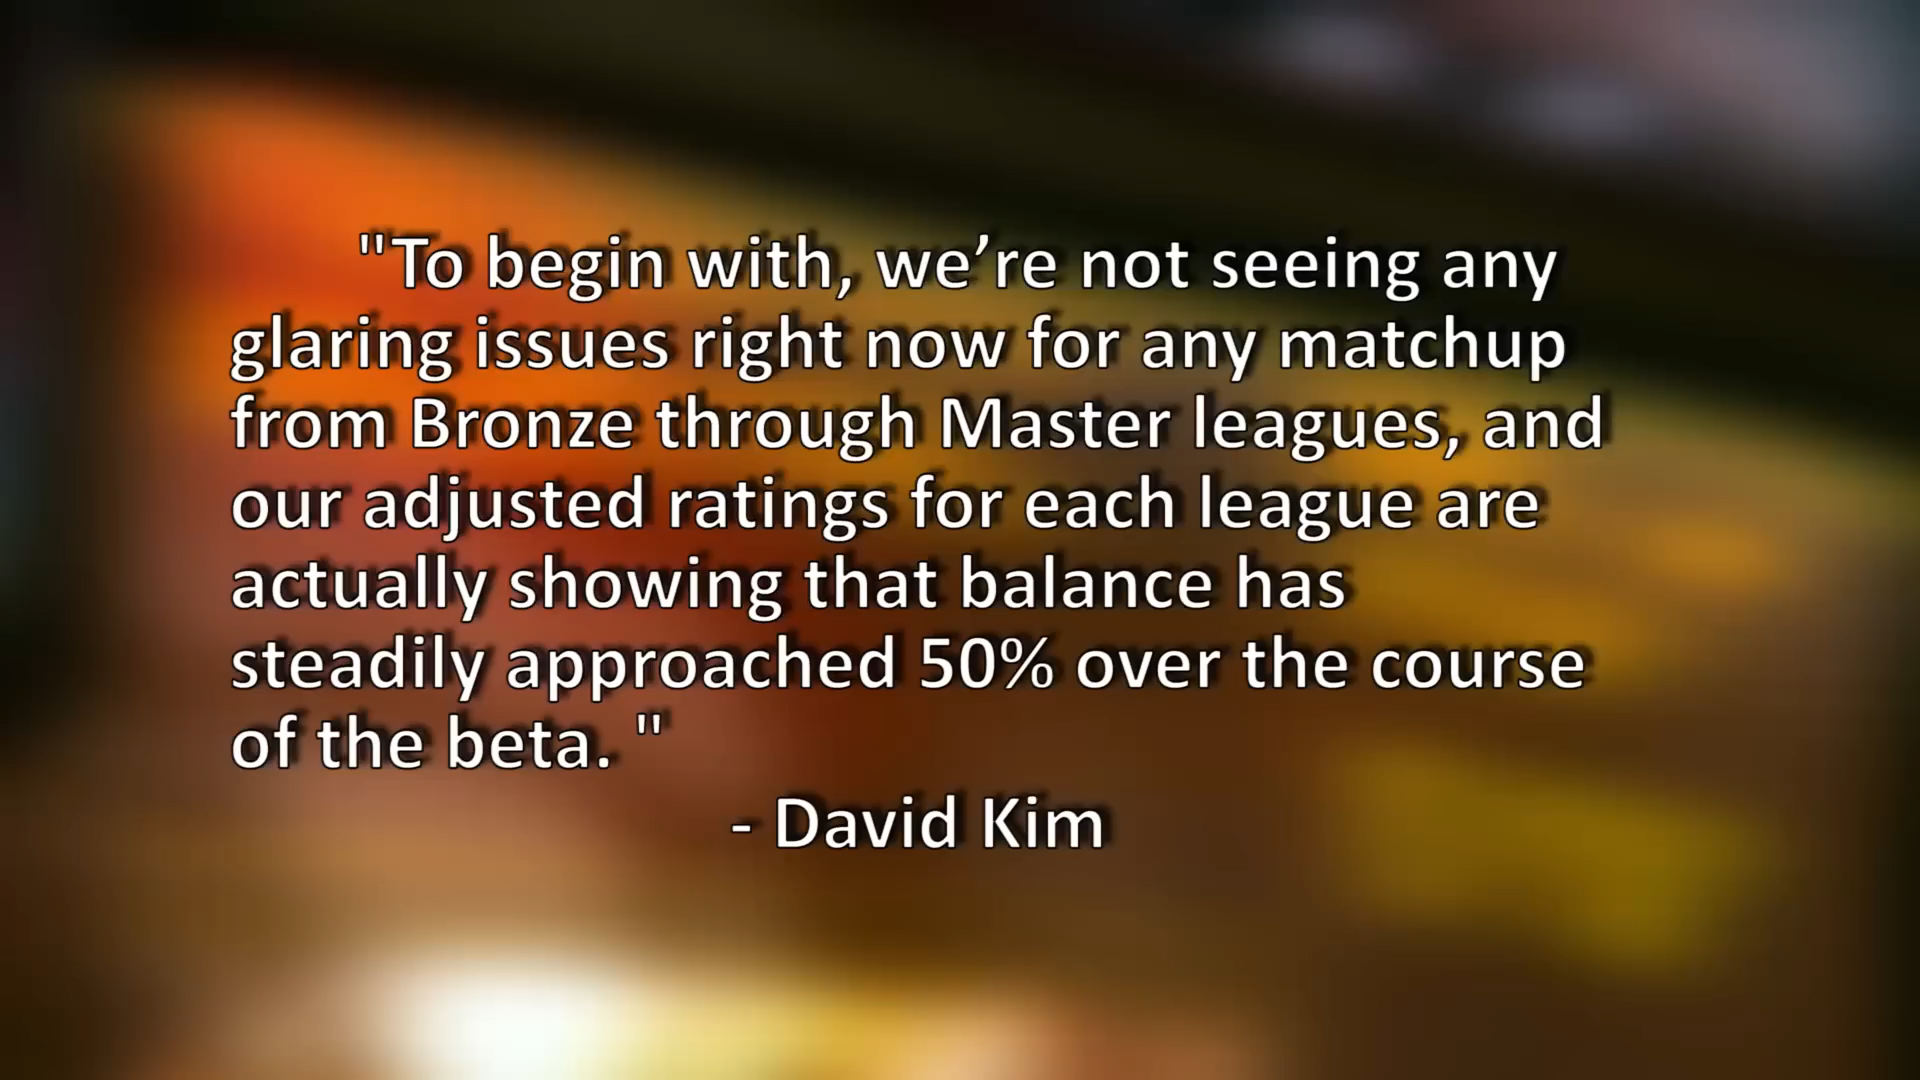 "To begin with, we’re not seeing any
glaring issues right now for any matchup
from Bronze through Master leagues, and
our adjusted ratings for each league are
actually showing that balance has
steadily approached 50% over the course
of the beta. "
- David Kim